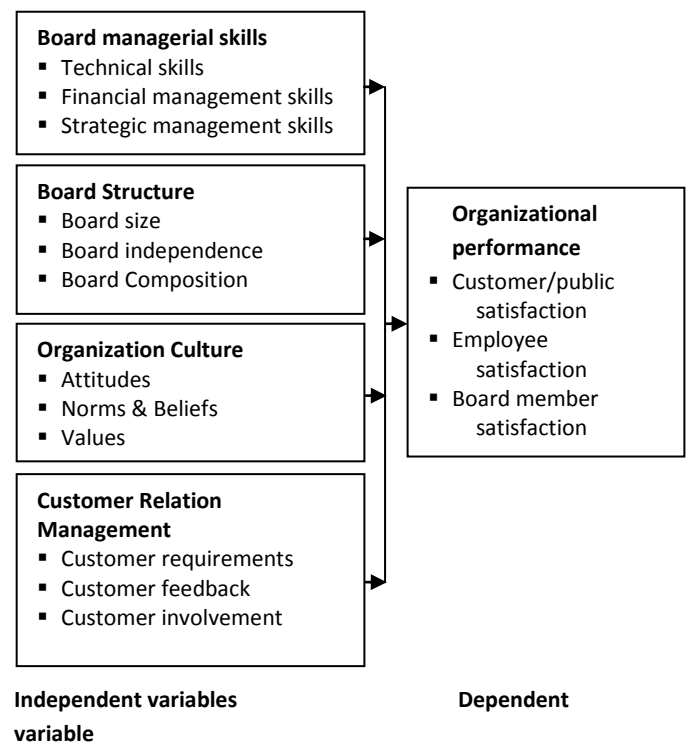 Board managerial skills
▪ Technical skills
▪ Financial management skills
▪ Strategic management skills
Board Structure
▪ Board size
▪ Board independence
▪ Board Composition
Organization Culture
▪ Attitudes
▪ Norms & Beliefs
▪ Values
Customer Relation
Management
▪ Customer requirements
▪ Customer feedback
▪ Customer involvement
Organizational
performance
▪ Customer/public
satisfaction
▪ Employee
satisfaction
▪ Board member
satisfaction
Independent variables Dependent
variable